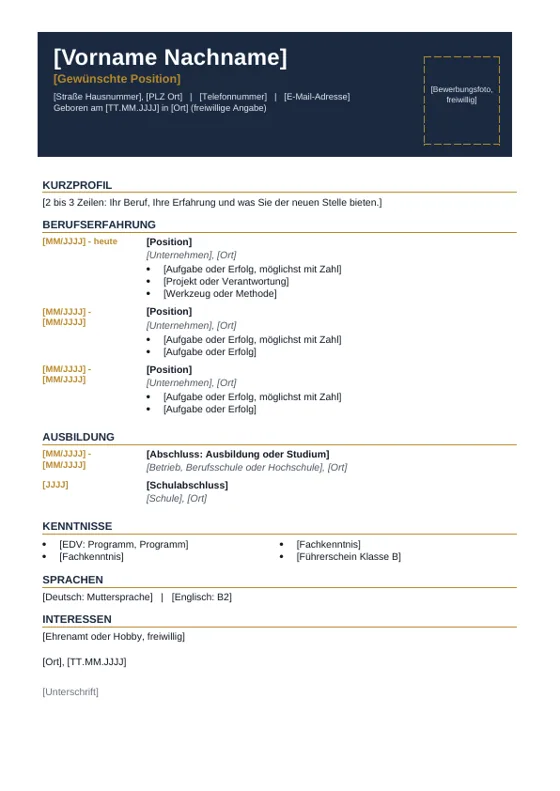 [Vorname Nachname]
[Gewünschte Position]
[Straße Hausnummer], [PLZ Ort] | [Telefonnummer] | [E-Mail-Adresse]
Geboren am [TT.MM.JJJJ] in [Ort] (freiwillige Angabe)
[Bewerbungsfoto,
freiwillig]
KURZPROFIL
[2 bis 3 Zeilen: Ihr Beruf, Ihre Erfahrung und was Sie der neuen Stelle bieten.]
BERUFSERFAHRUNG
[MM/JJJJ] - heute
[Position]
[Unternehmen], [Ort]
• [Aufgabe oder Erfolg, möglichst mit Zahl]
• [Projekt oder Verantwortung]
• [Werkzeug oder Methode]
[MM/JJJJ] -
[MM/JJJJ]
[Position]
[Unternehmen], [Ort]
• [Aufgabe oder Erfolg, möglichst mit Zahl]
• [Aufgabe oder Erfolg]
[MM/JJJJ] -
[MM/JJJJ]
[Position]
[Unternehmen], [Ort]
• [Aufgabe oder Erfolg, möglichst mit Zahl]
• [Aufgabe oder Erfolg]
AUSBILDUNG
[MM/JJJJ] -
[MM/JJJJ]
[Abschluss: Ausbildung oder Studium]
[Betrieb, Berufsschule oder Hochschule], [Ort]
[JJJJ]
[Schulabschluss]
[Schule], [Ort]
KENNTNISSE
• [EDV: Programm, Programm]
• [Fachkenntnis]
• [Fachkenntnis]
• [Führerschein Klasse B]
SPRACHEN
[Deutsch: Muttersprache] | [Englisch: B2]
INTERESSEN
[Ehrenamt oder Hobby, freiwillig]
[Ort], [TT.MM.JJJJ]
[Unterschrift]